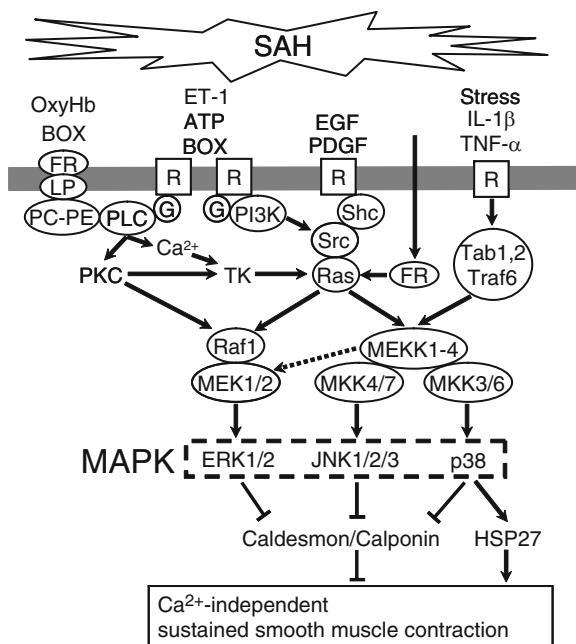 SAH
OxyHb
BOX
ET-1
ATP
BOX
EGF
PDGF
Stress
IL-1β
TNF-α
FR
LP
R
R
R
R
PC-PE
PLC
G
G
PI3K
Shc
Src
Ca²⁺
PKC
TK
Ras
FR
Tab1,2
Traf6
Raf1
MEKK1-4
MEK1/2
MKK4/7
MKK3/6
MAPK
ERK1/2
JNK1/2/3
p38
Caldesmon/Calponin
HSP27
Ca²⁺-independent
sustained smooth muscle contraction